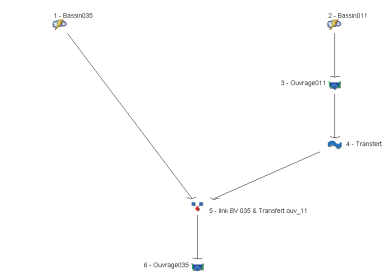 1 - Bassin035
2 - Bassin011
3 - Ouvrage011
4 - Transfert
5 - link BV 035 & Transfert ouv_11
6 - Ouvrage035